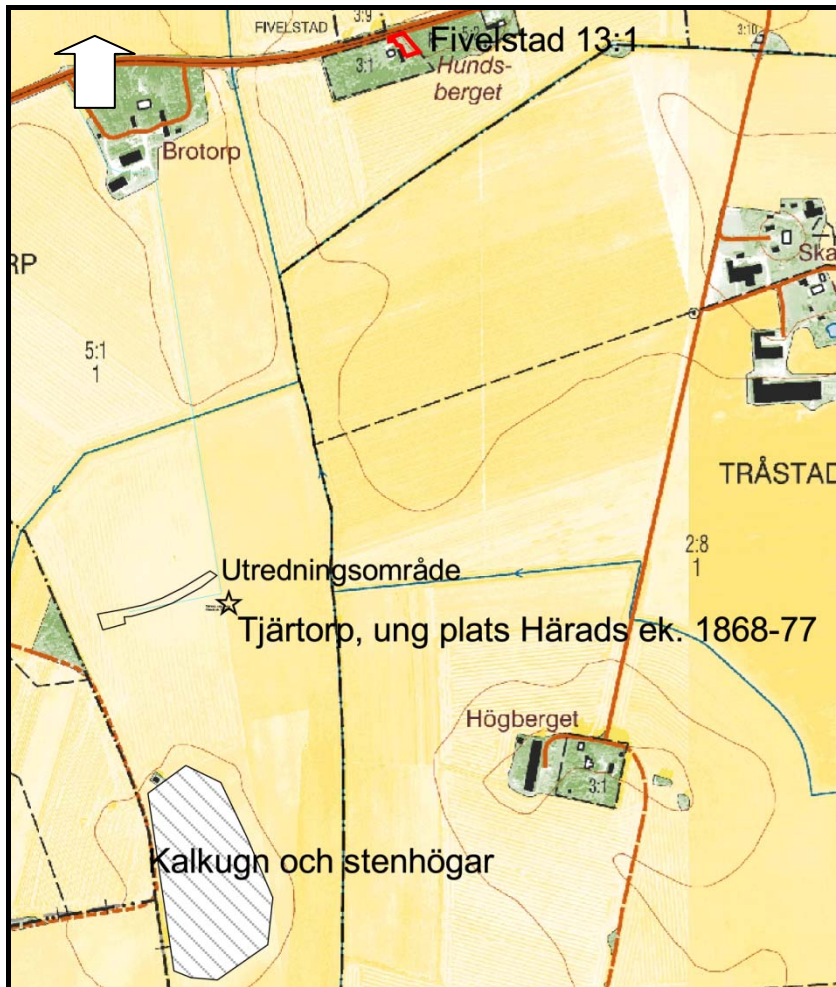 FIVELSTAD
3:9
3:1
Fivelstad 13:1
Hunds-
berget
3:10
Brotorp
RP
Ska
5:1
1
TRÅSTAD
2:8
1
Utredningsområde
Tjärtorp, ung plats Härads ek. 1868-77
Högberget
3:1
Kalkugn och stenhögar